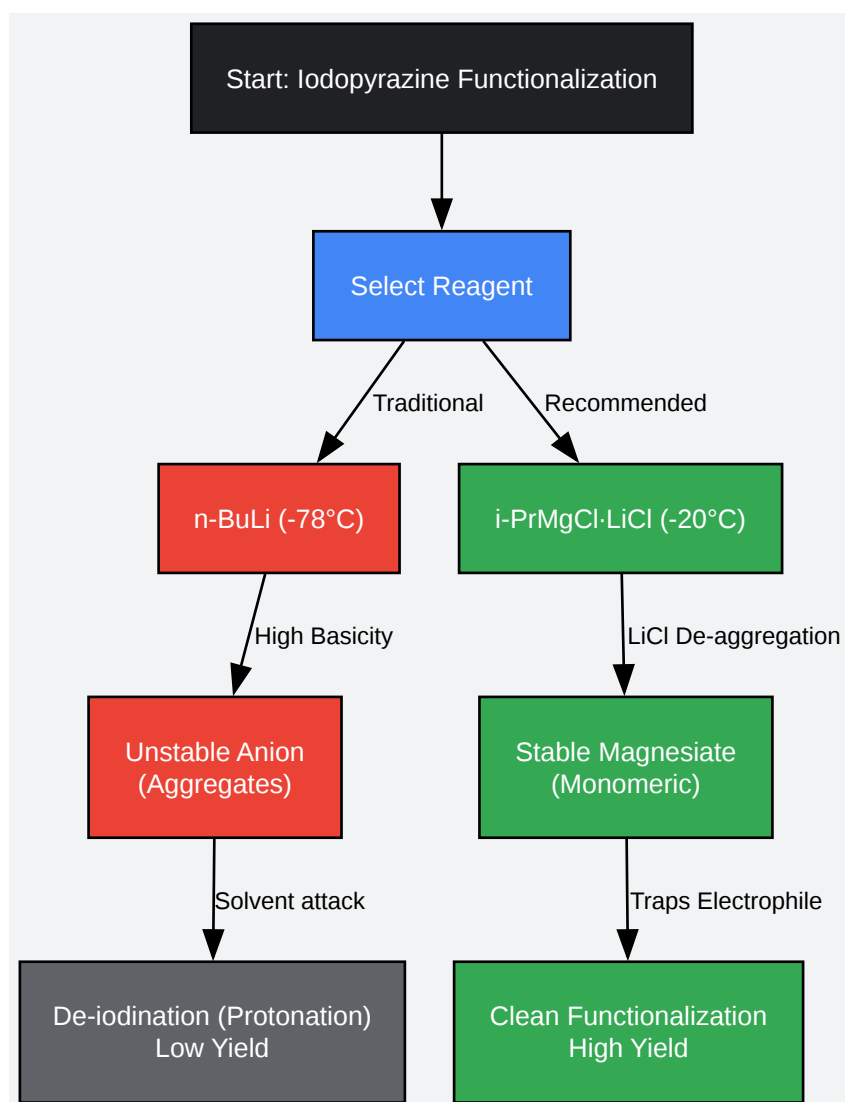 Start: Iodopyrazine Functionalization
Select Reagent
Traditional
Recommended
n-BuLi (-78°C)
i-PrMgCl·LiCl (-20°C)
High Basicity
LiCl De-aggregation
Unstable Anion
(Aggregates)
Stable Magnesiate
(Monomeric)
Solvent attack
Traps Electrophile
De-iodination (Protonation)
Low Yield
Clean Functionalization
High Yield